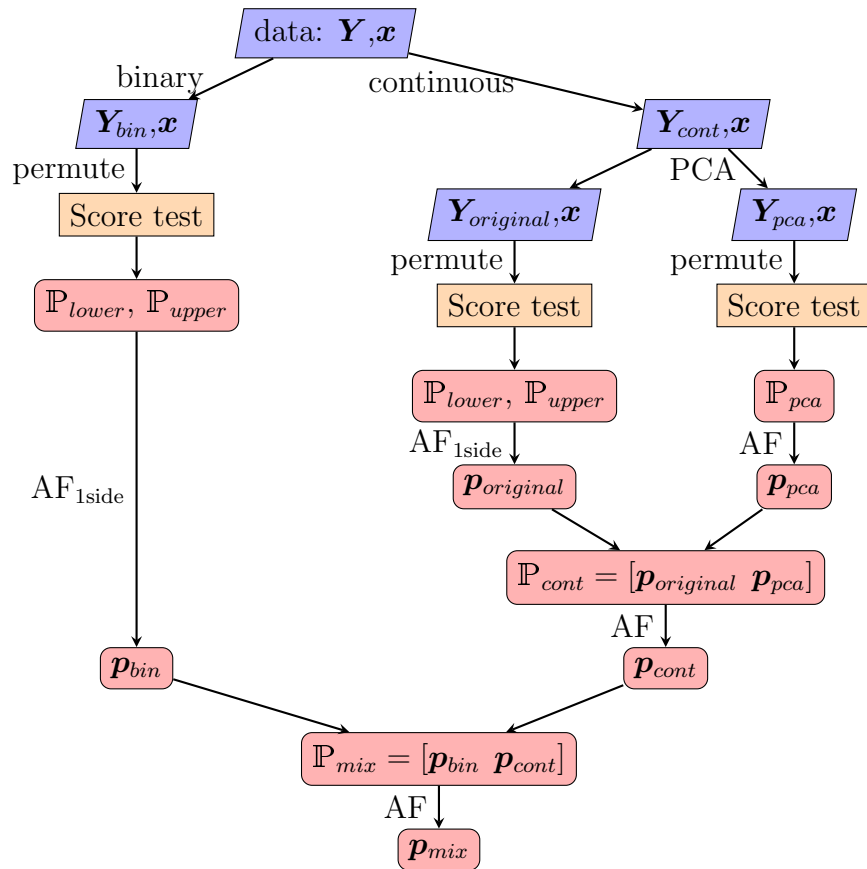 data: Y,x
binary
continuous
Y_bin,x
Y_cont,x
permute
PCA
Score test
Y_original,x
Y_pca,x
permute
permute
ℙ_lower, ℙ_upper
Score test
Score test
ℙ_lower, ℙ_upper
ℙ_pca
AF_1side
AF
AF_1side
p_original
p_pca
ℙ_cont = [p_original p_pca]
AF
p_bin
p_cont
ℙ_mix = [p_bin p_cont]
AF
p_mix